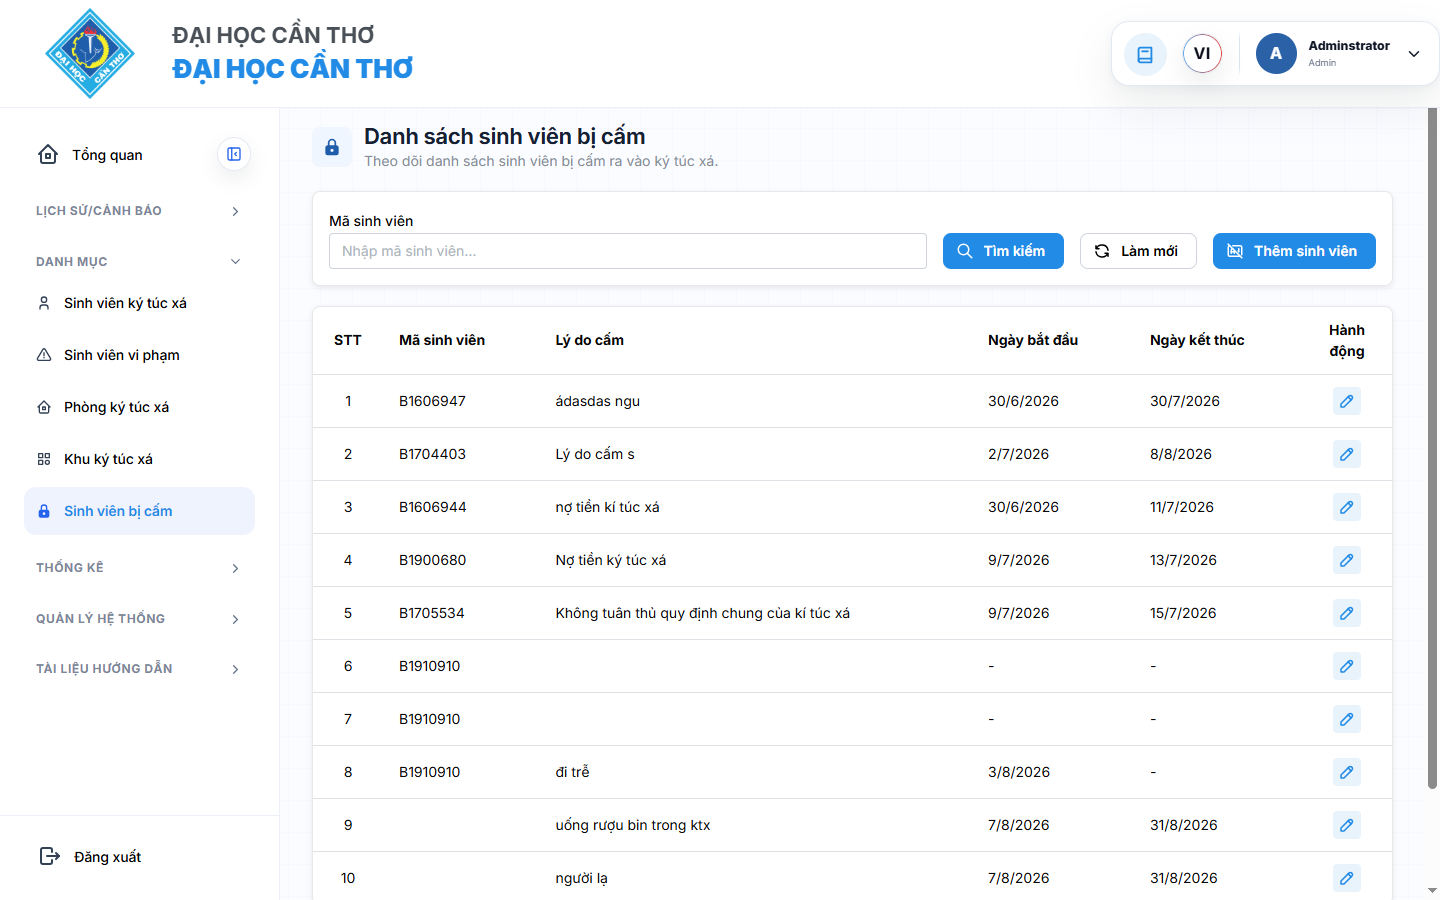 ĐẠI HỌC CẦN THƠ
ĐẠI HỌC CẦN THƠ
ĐẠI HỌC CẦN THƠ
VI
A
Adminstrator
Admin
Tổng quan
LỊCH SỬ/CẢNH BÁO
DANH MỤC
Sinh viên ký túc xá
Sinh viên vi phạm
Phòng ký túc xá
Khu ký túc xá
Sinh viên bị cấm
THỐNG KÊ
QUẢN LÝ HỆ THỐNG
TÀI LIỆU HƯỚNG DẪN
Đăng xuất
Danh sách sinh viên bị cấm
Theo dõi danh sách sinh viên bị cấm ra vào ký túc xá.
Mã sinh viên
Nhập mã sinh viên...
Tìm kiếm
Làm mới
Thêm sinh viên
STT Mã sinh viên Lý do cấm Ngày bắt đầu Ngày kết thúc Hành động
1 B1606947 ádasdas ngu 30/6/2026 30/7/2026
2 B1704403 Lý do cấm s 2/7/2026 8/8/2026
3 B1606944 nợ tiền kí túc xá 30/6/2026 11/7/2026
4 B1900680 Nợ tiền ký túc xá 9/7/2026 13/7/2026
5 B1705534 Không tuân thủ quy định chung của kí túc xá 9/7/2026 15/7/2026
6 B1910910 - -
7 B1910910 - -
8 B1910910 đi trễ 3/8/2026 -
9 uống rượu bin trong ktx 7/8/2026 31/8/2026
10 người lạ 7/8/2026 31/8/2026